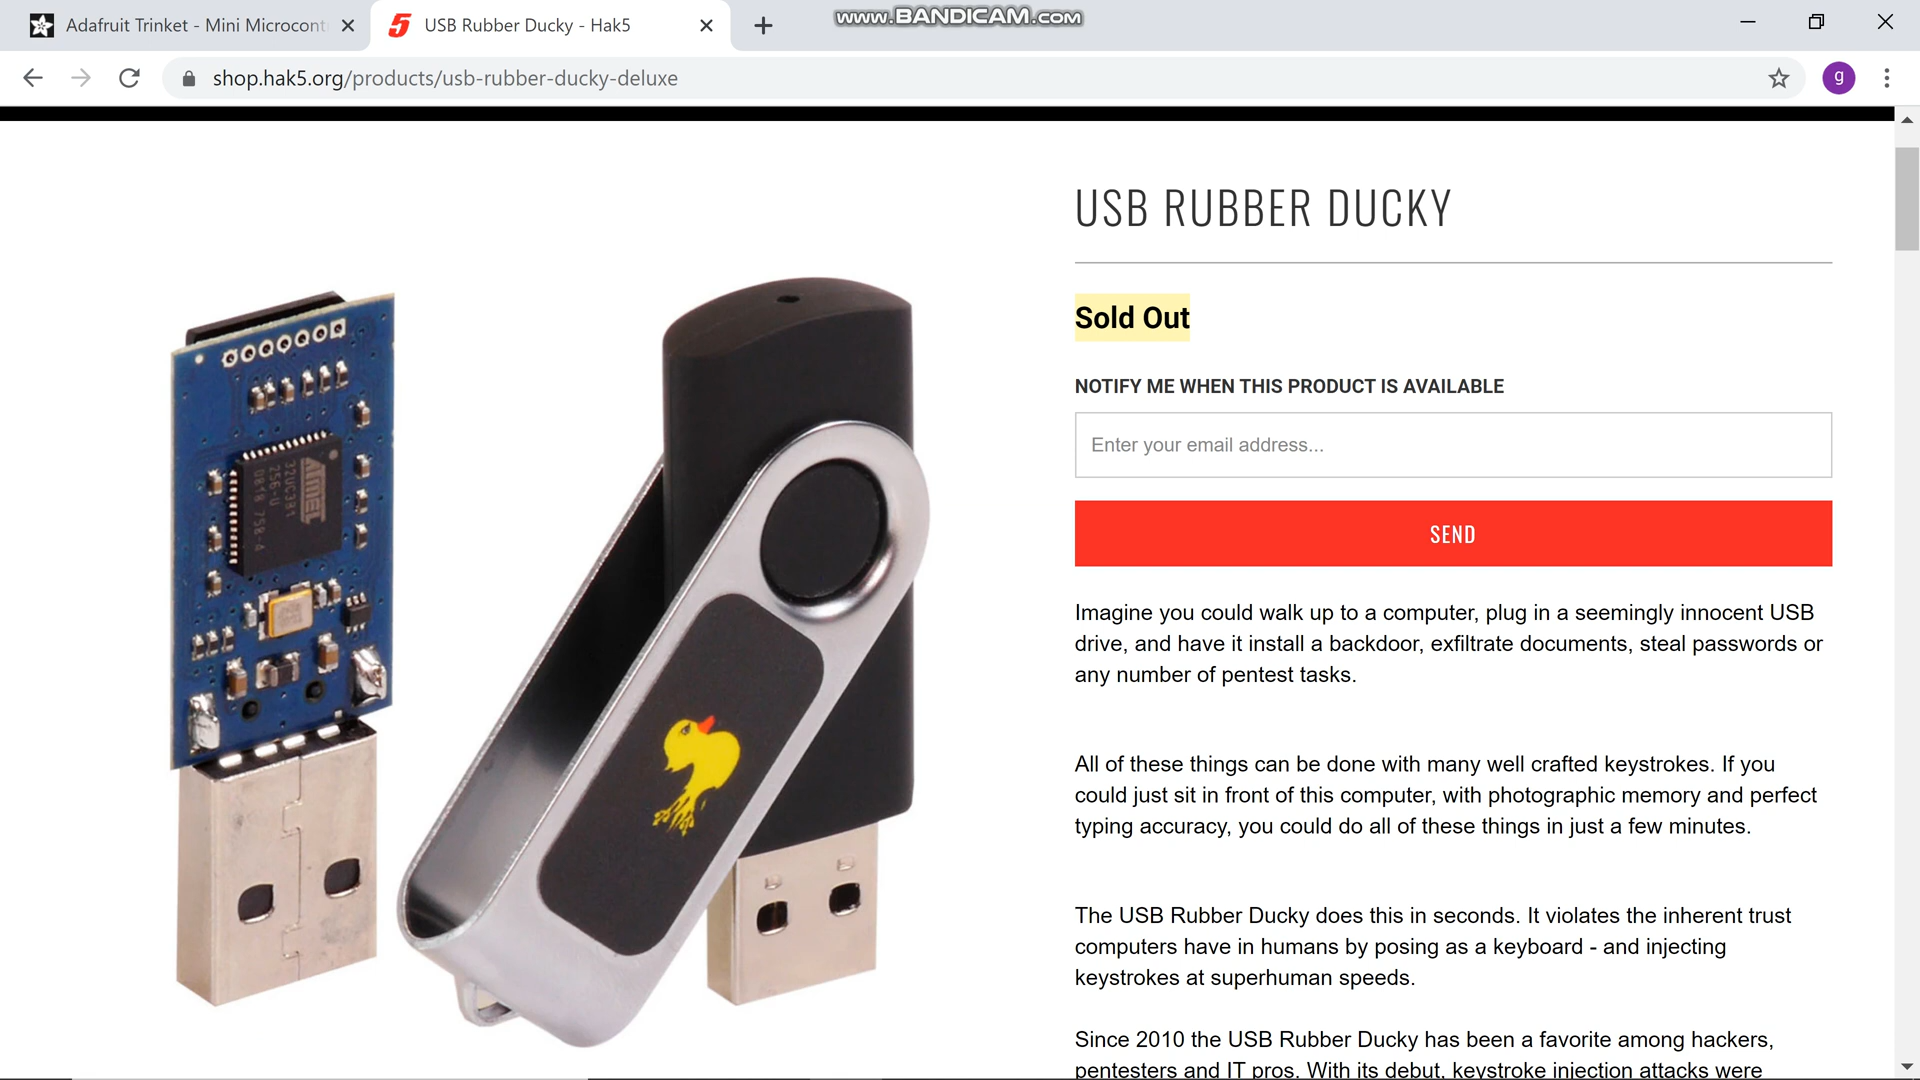 Adafruit Trinket - Mini Microcont
USB Rubber Ducky - Hak5
www.BANDICAM.com
shop.hak5.org/products/usb-rubber-ducky-deluxe
g
USB RUBBER DUCKY
Sold Out
NOTIFY ME WHEN THIS PRODUCT IS AVAILABLE
Enter your email address...
SEND
Imagine you could walk up to a computer, plug in a seemingly innocent USB
drive, and have it install a backdoor, exfiltrate documents, steal passwords or
any number of pentest tasks.
All of these things can be done with many well crafted keystrokes. If you
could just sit in front of this computer, with photographic memory and perfect
typing accuracy, you could do all of these things in just a few minutes.
The USB Rubber Ducky does this in seconds. It violates the inherent trust
computers have in humans by posing as a keyboard - and injecting
keystrokes at superhuman speeds.
Since 2010 the USB Rubber Ducky has been a favorite among hackers,
pentesters and IT pros. With its debut, keystroke injection attacks were
ATMEL